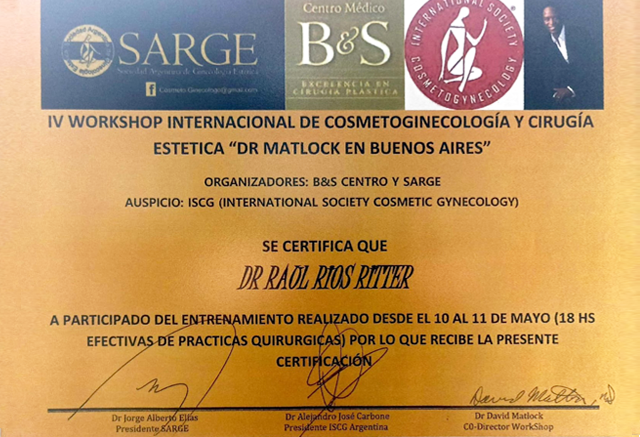 SARGE
Sociedad Argentina de Ginecología Estética
Cosmeto.Gynecologo@gmail.com
Centro Médico
B&S
EXCELENCIA EN
CIRUGÍA PLÁSTICA
INTERNATIONAL SOCIETY
COSMETOGYNECOLOGY
IV WORKSHOP INTERNACIONAL DE COSMETOGINECOLOGÍA Y CIRUGÍA
ESTETICA “DR MATLOCK EN BUENOS AIRES”
ORGANIZADORES: B&S CENTRO Y SARGE
AUSPICIO: ISCG (INTERNATIONAL SOCIETY COSMETIC GYNECOLOGY)
SE CERTIFICA QUE
DR RAÚL RIOS RITTER
A PARTICIPADO DEL ENTRENAMIENTO REALIZADO DESDE EL 10 AL 11 DE MAYO (18 HS
EFECTIVAS DE PRACTICAS QUIRURGICAS) POR LO QUE RECIBE LA PRESENTE
CERTIFICACIÓN
Dr Jorge Alberto Elías Dr Alejandro José Carbone Dr David Matlock
Presidente SARGE Presidente ISCG Argentina C0-Director WorkShop